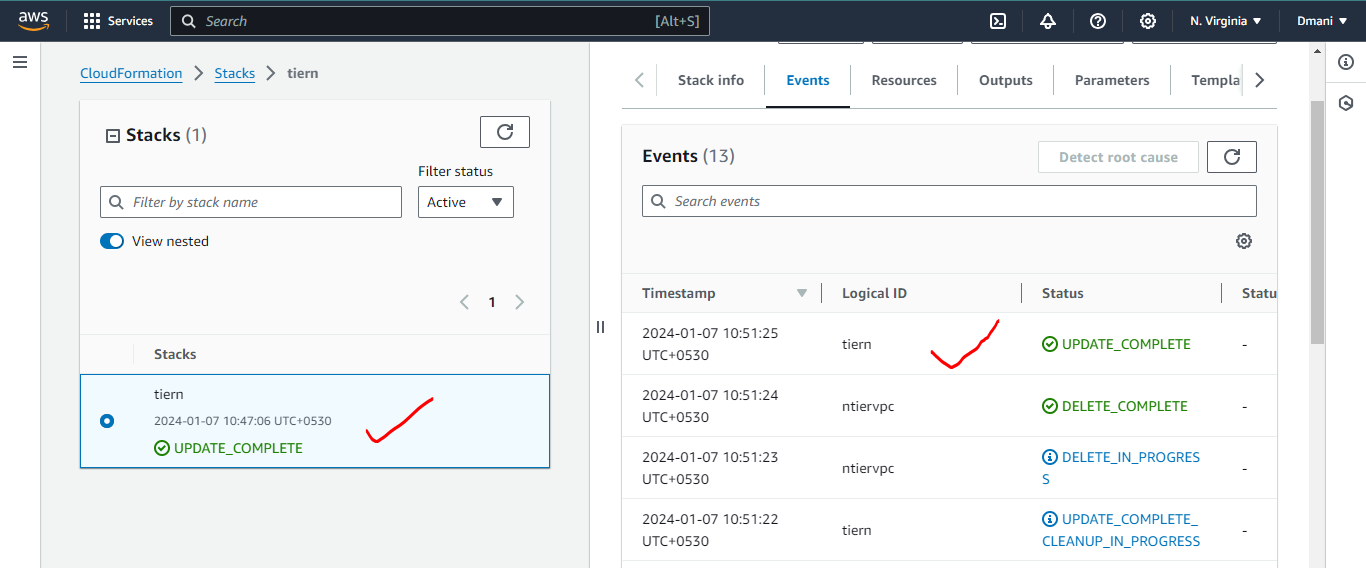 aws
Services
Search
[Alt+S]
N. Virginia
Dmani
CloudFormation
Stacks
tiern
Stacks (1)
Filter status
Filter by stack name
Active
View nested
1
Stacks
tiern
2024-01-07 10:47:06 UTC+0530
UPDATE_COMPLETE
Stack info
Events
Resources
Outputs
Parameters
Templa
Events (13)
Detect root cause
Search events
Timestamp
Logical ID
Status
Statu
2024-01-07 10:51:25
UTC+0530
tiern
UPDATE_COMPLETE
-
2024-01-07 10:51:24
UTC+0530
ntiervpc
DELETE_COMPLETE
-
2024-01-07 10:51:23
UTC+0530
ntiervpc
DELETE_IN_PROGRES
S
-
2024-01-07 10:51:22
UTC+0530
tiern
UPDATE_COMPLETE_
CLEANUP_IN_PROGRESS
-